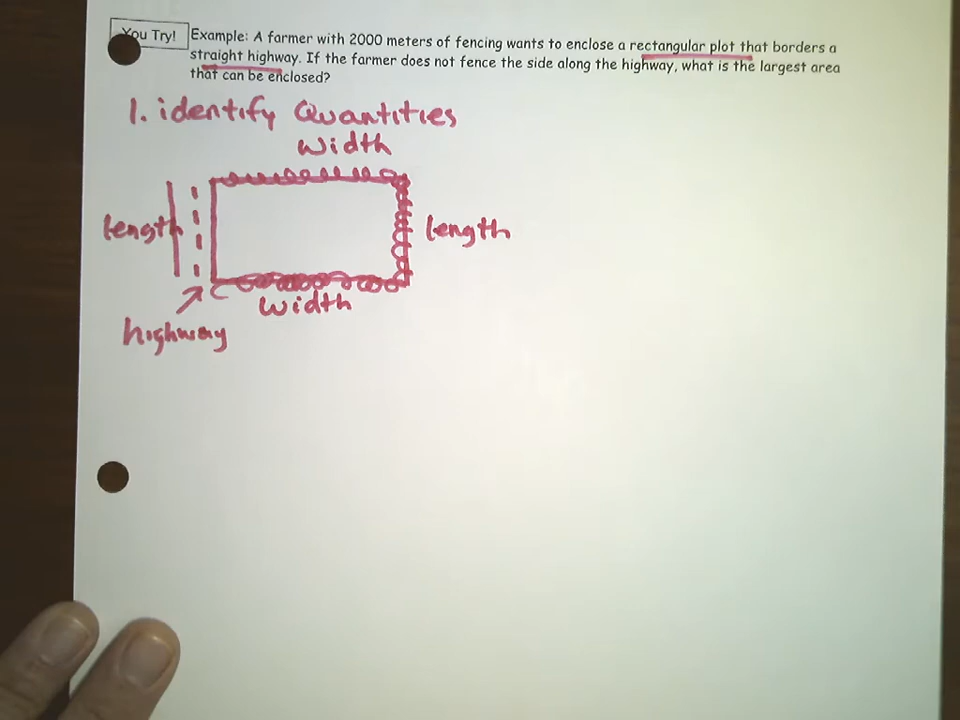 You Try! Example: A farmer with 2000 meters of fencing wants to enclose a rectangular plot that borders a
straight highway. If the farmer does not fence the side along the highway, what is the largest area
that can be enclosed?
1. identify Quantities
width
length
length
width
highway